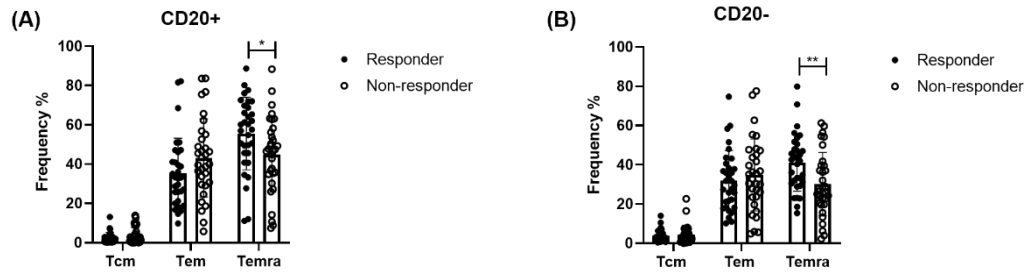 (A)
CD20+
Frequency %
100
80
60
40
20
0
Tcm
Tem
Temra
*
Responder
Non-responder
(B)
CD20-
Frequency %
100
80
60
40
20
0
Tcm
Tem
Temra
**
Responder
Non-responder